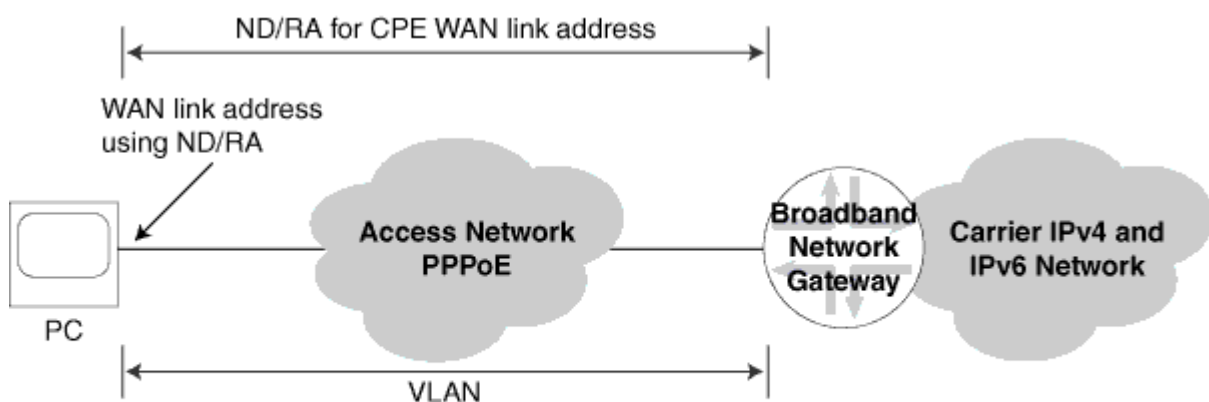 ND/RA for CPE WAN link address
WAN link address
using ND/RA
Access Network
PPPoE
Broadband
Network
Gateway
Carrier IPv4 and
IPv6 Network
PC
VLAN